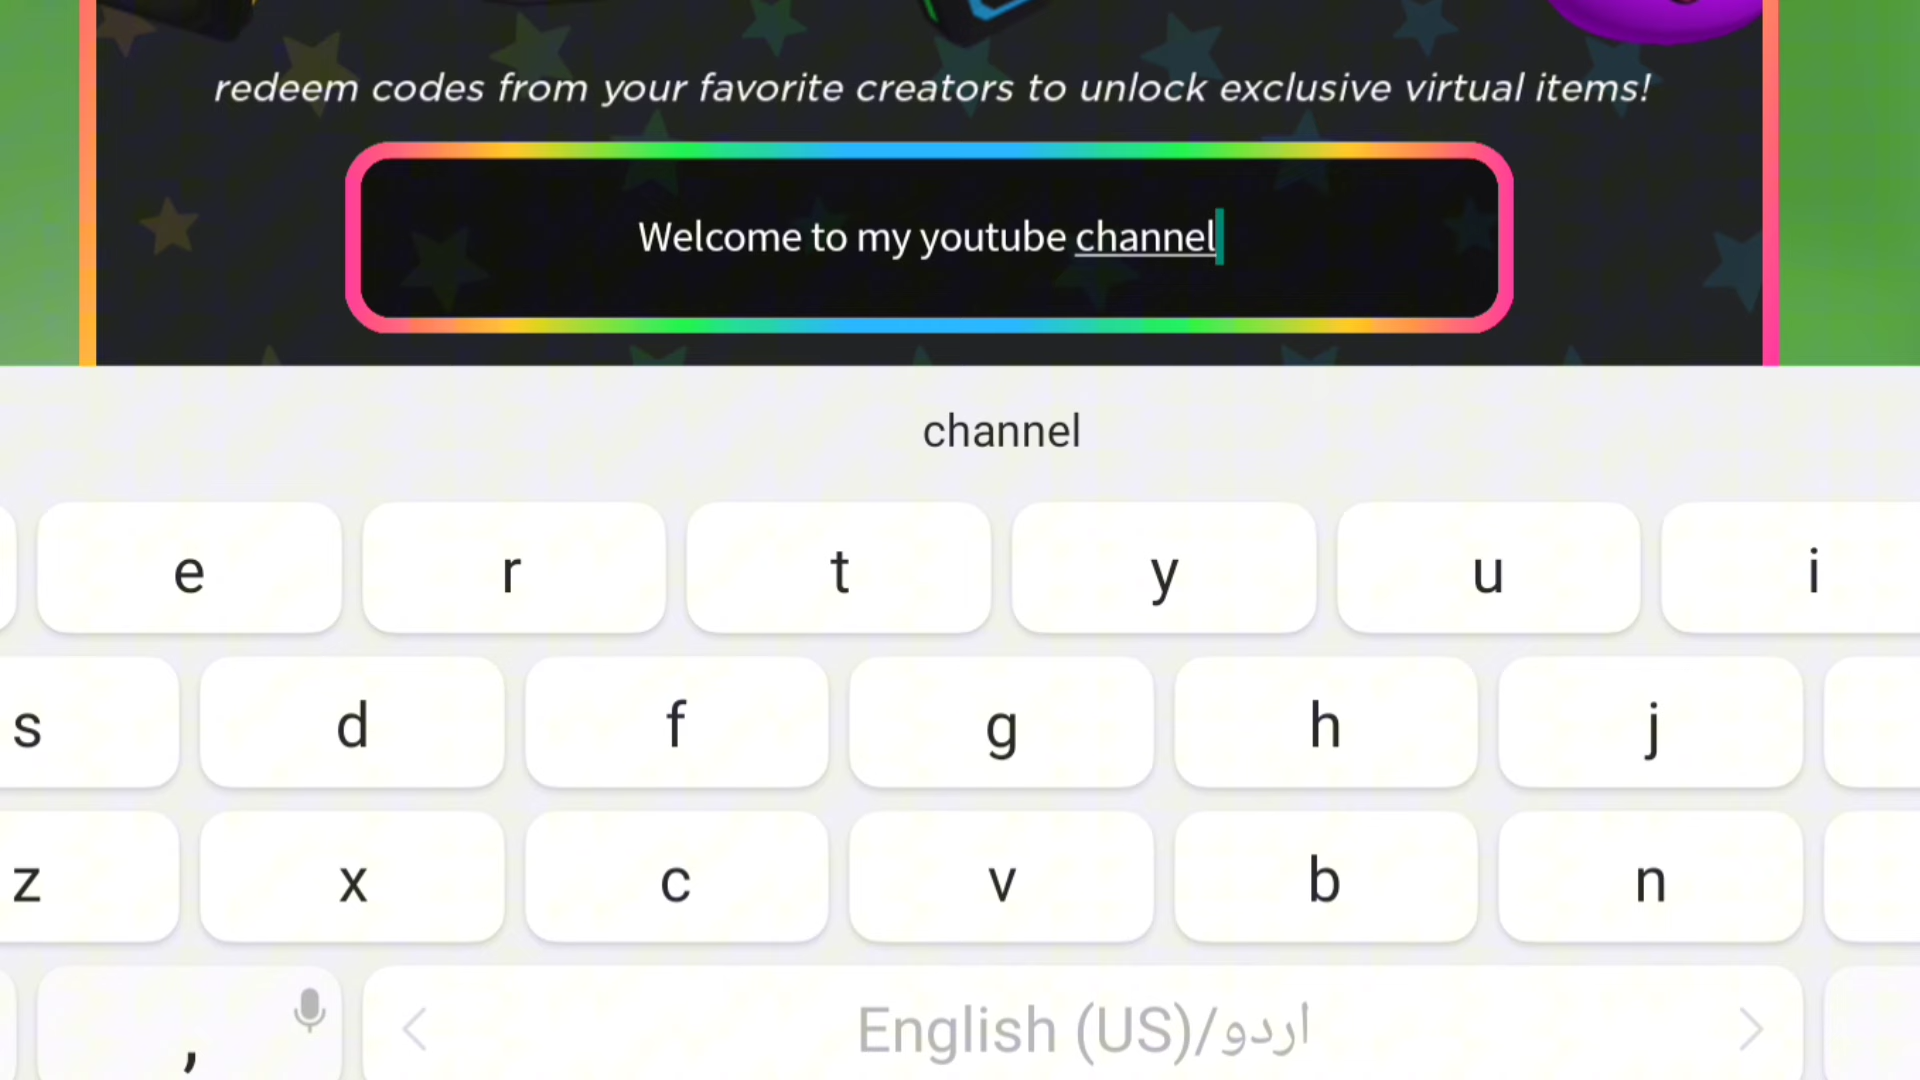 redeem codes from your favorite creators to unlock exclusive virtual items!
Welcome to my youtube channel
channel
e r t y u i
s d f g h j
z x c v b n
, English (US)/اردو